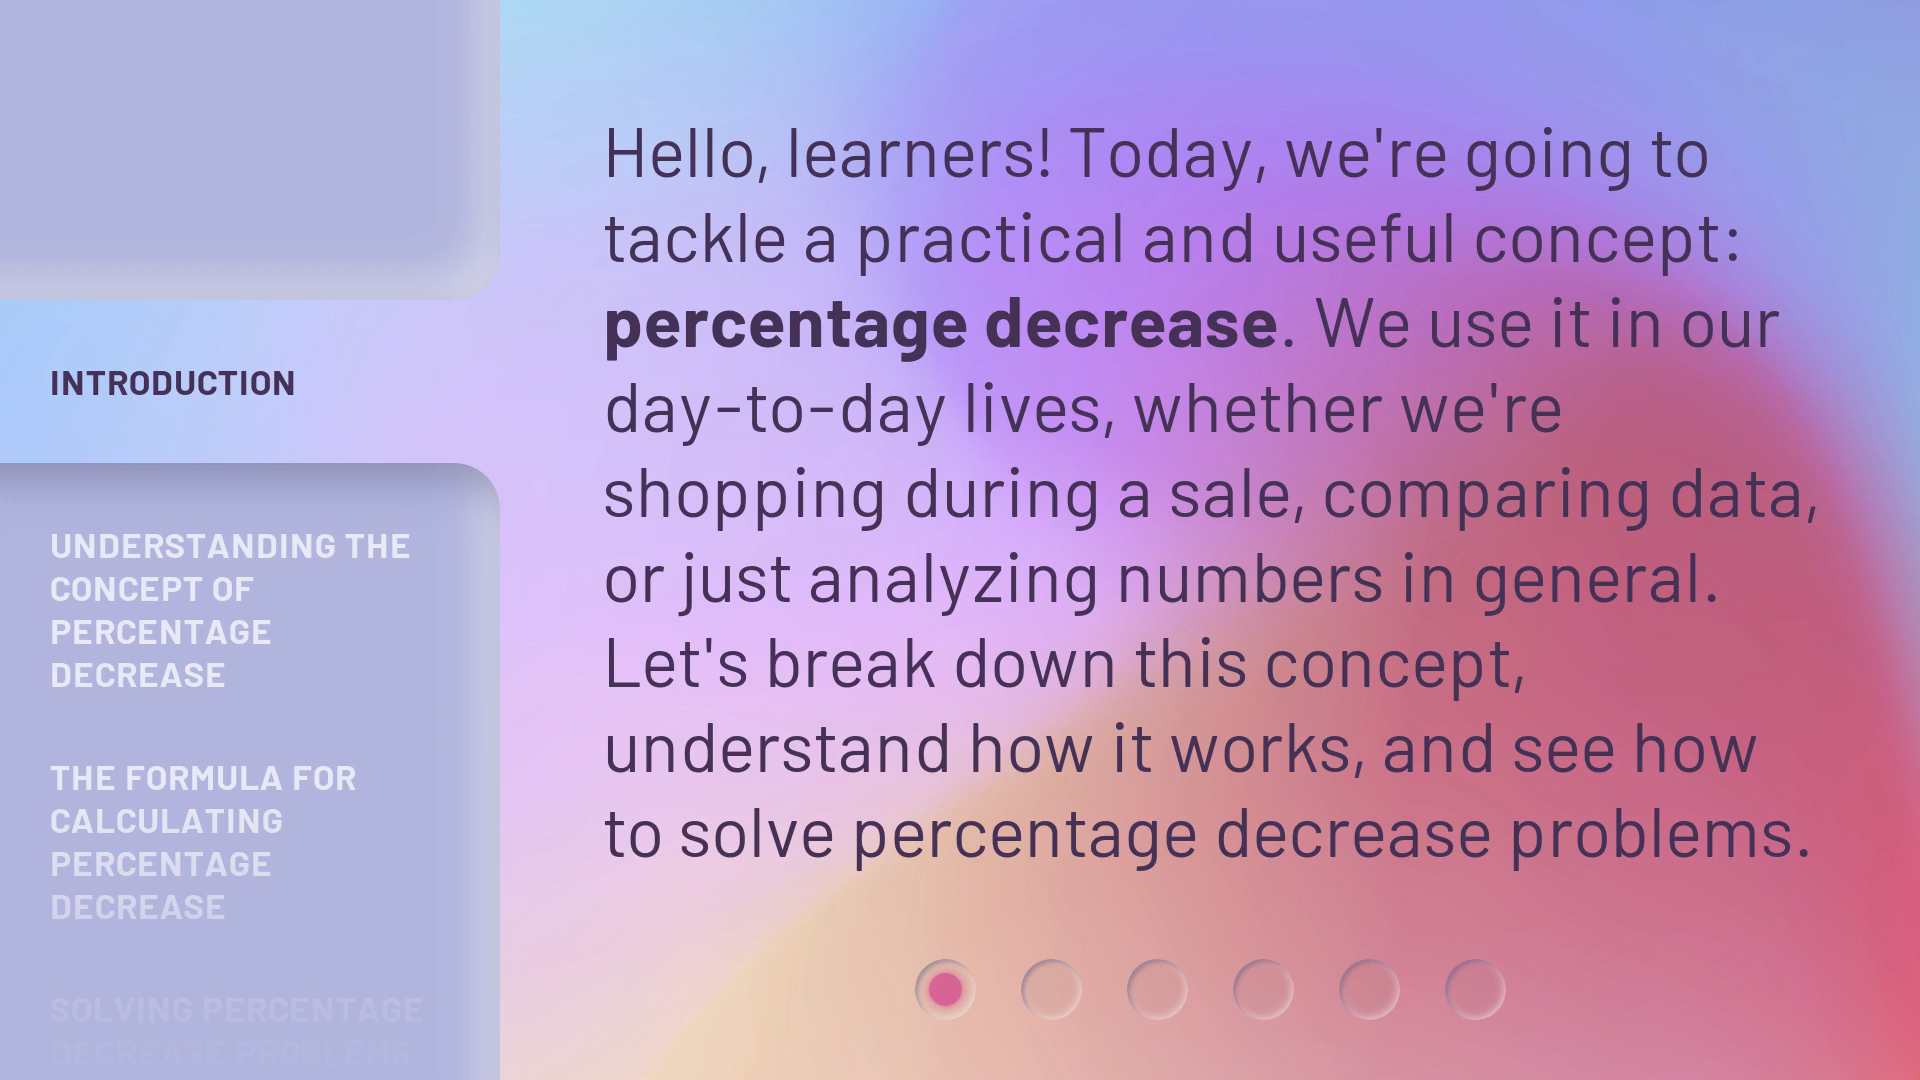 INTRODUCTION
UNDERSTANDING THE
CONCEPT OF
PERCENTAGE
DECREASE
THE FORMULA FOR
CALCULATING
PERCENTAGE
DECREASE
SOLVING PERCENTAGE
DECREASE PROBLEMS
Hello, learners! Today, we're going to
tackle a practical and useful concept:
percentage decrease. We use it in our
day-to-day lives, whether we're
shopping during a sale, comparing data,
or just analyzing numbers in general.
Let's break down this concept,
understand how it works, and see how
to solve percentage decrease problems.